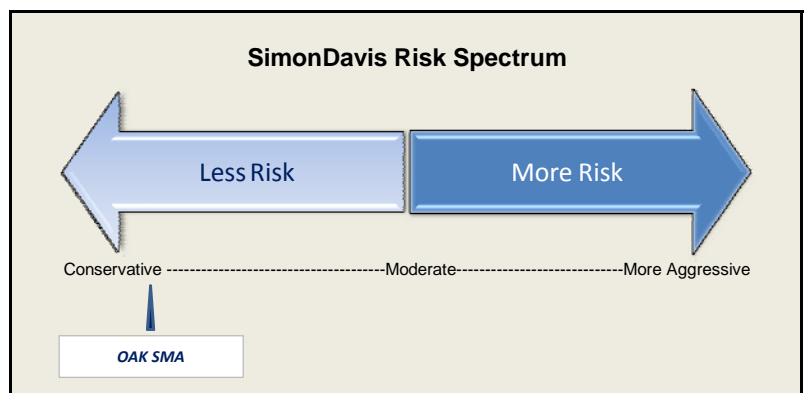 SimonDavis Risk Spectrum
Less Risk
More Risk
Conservative --------------------------------------Moderate-----------------------------More Aggressive
OAK SMA